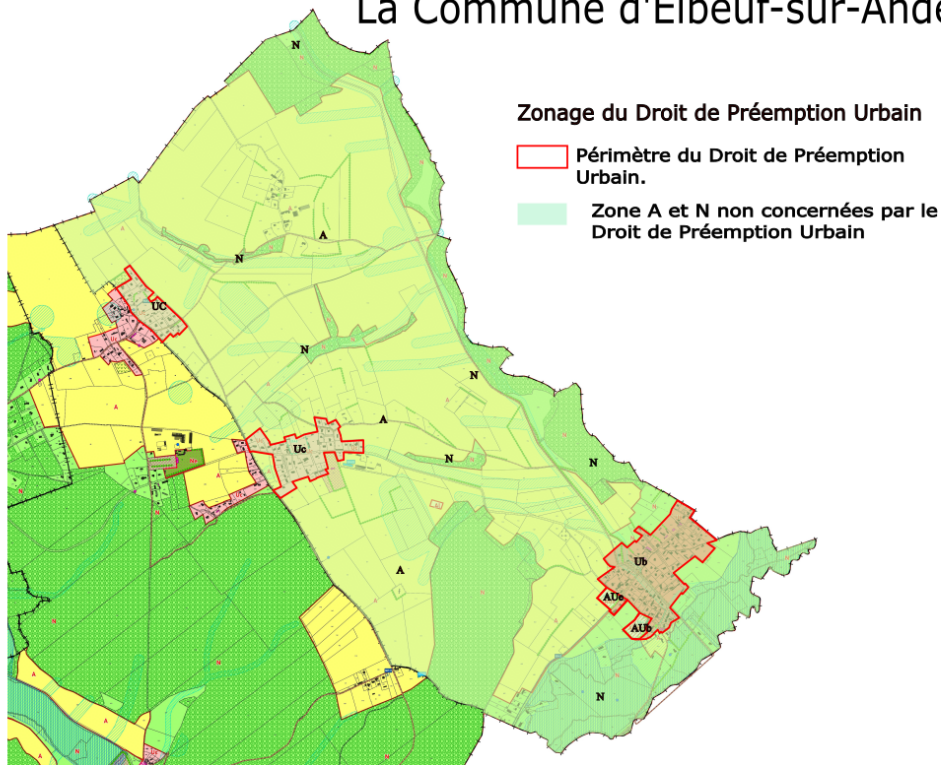 La Commune d'Elbeuf-sur-Ande
Zonage du Droit de Préemption Urbain
Périmètre du Droit de Préemption
Urbain.
Zone A et N non concernées par le
Droit de Préemption Urbain
N
A
N
UC
N
N
A
Uc
N
N
A
Ub
AUe
AUb
N
A
A
N
N
N
A
A
N